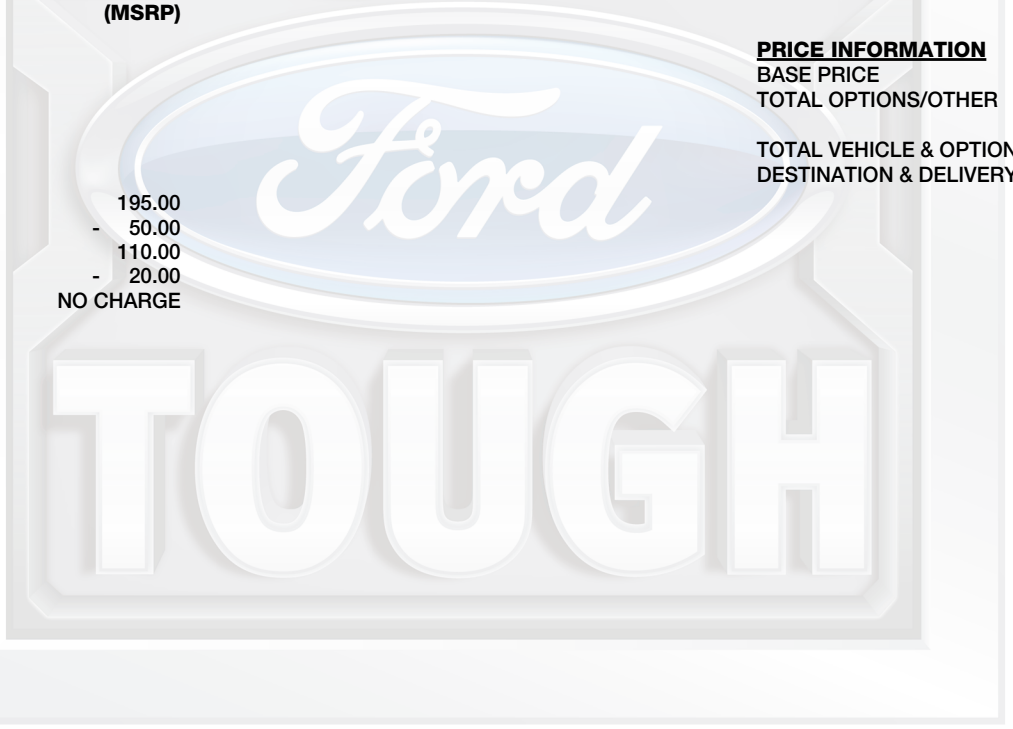 (MSRP)
PRICE INFORMATION
BASE PRICE
TOTAL OPTIONS/OTHER
TOTAL VEHICLE & OPTION
DESTINATION & DELIVERY
195.00
- 50.00
110.00
- 20.00
NO CHARGE
Ford
TOUGH